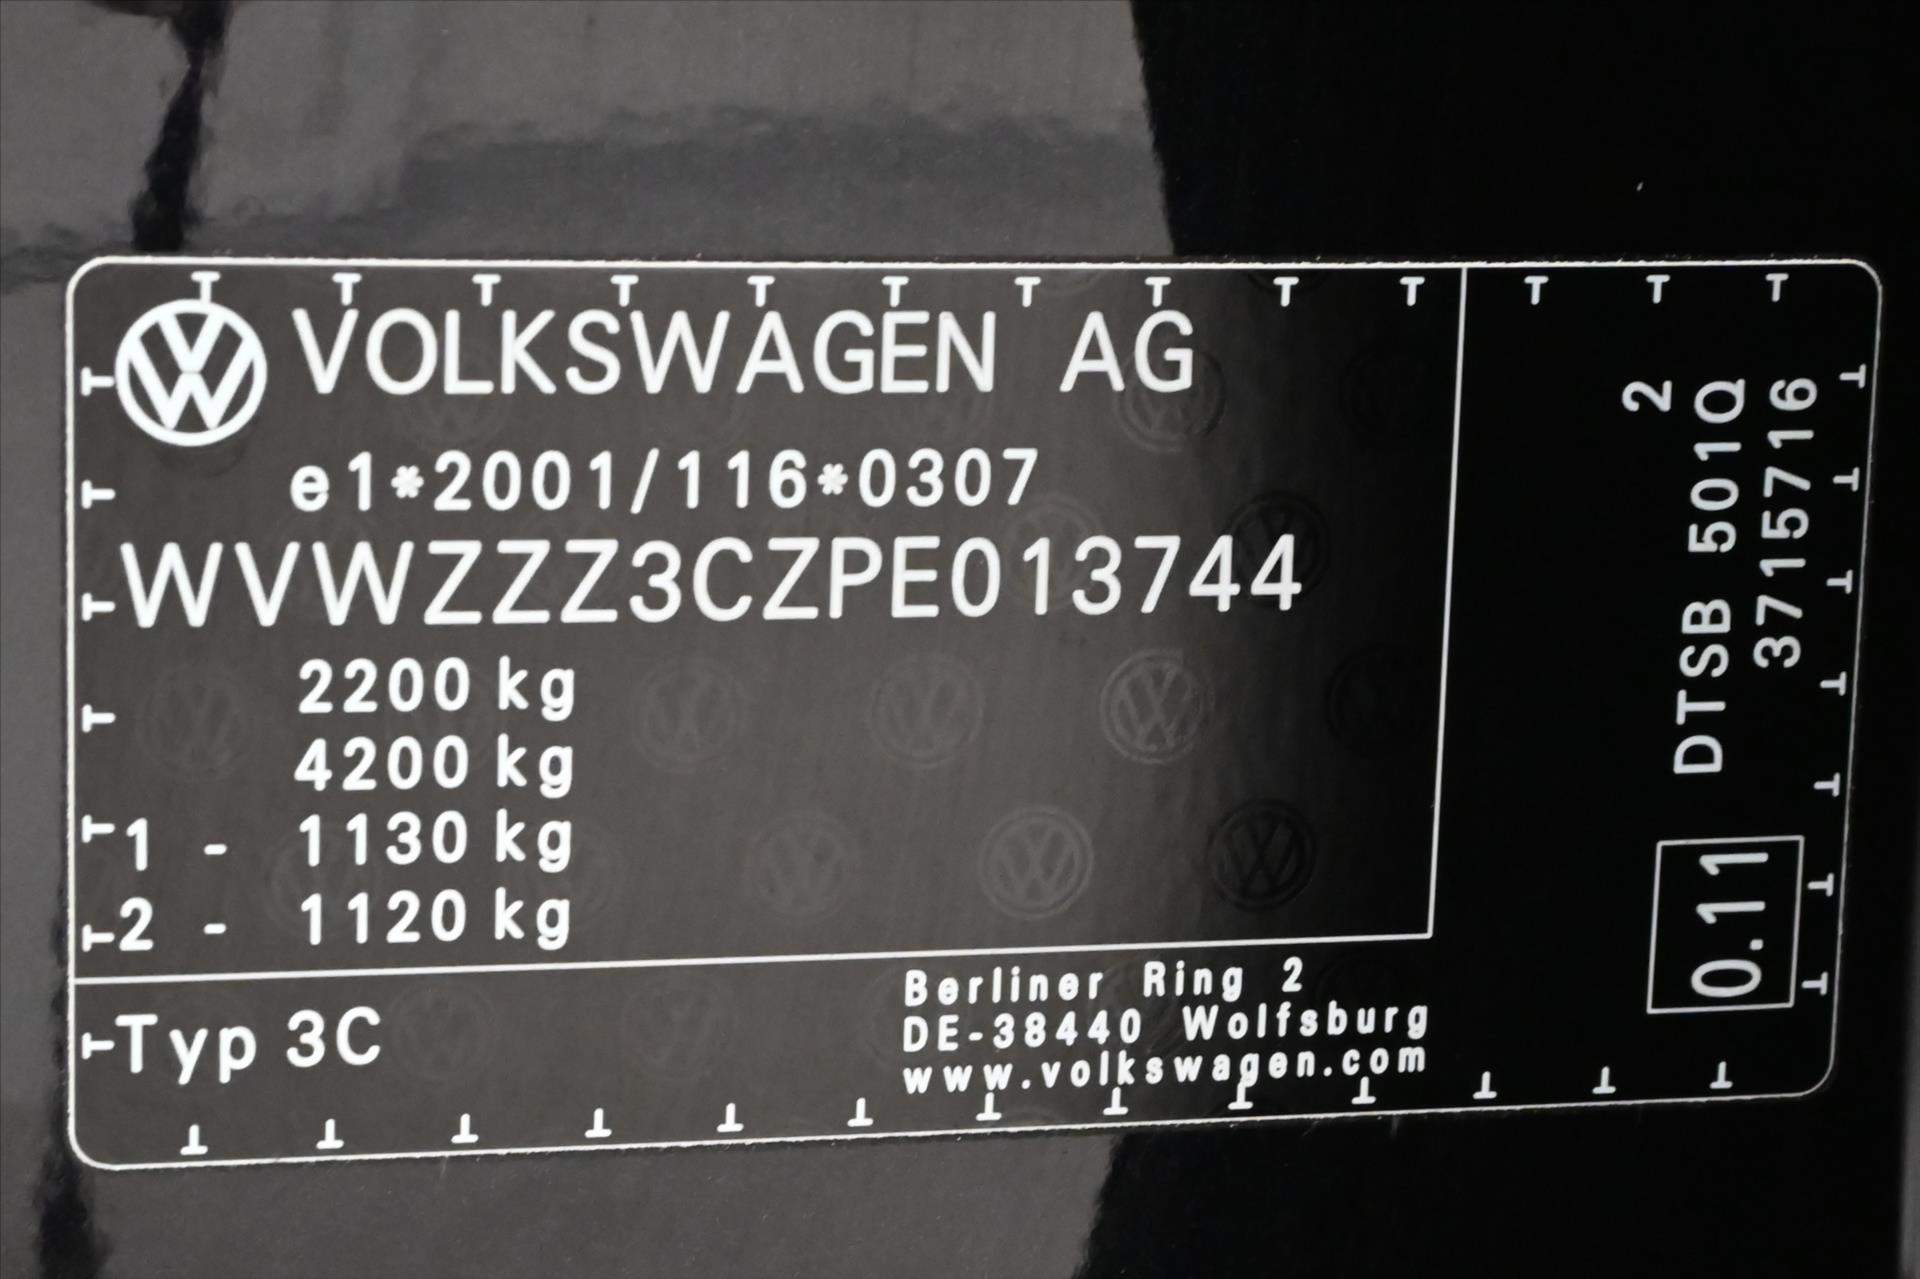 VOLKSWAGEN AG
e1*2001/116*0307
WVWZZZ3CZPE013744
2200 kg
4200 kg
1 - 1130 kg
2 - 1120 kg
Typ 3C
Berliner Ring 2
DE-38440 Wolfsburg
www.volkswagen.com
2
DTSB 501Q
3715716
0.11